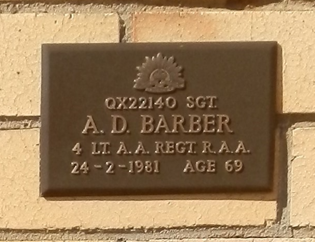 QX22140 SGT.
A. D. BARBER
4 LT. A. A. REGT. R. A. A.
24-2-1981 AGE 69